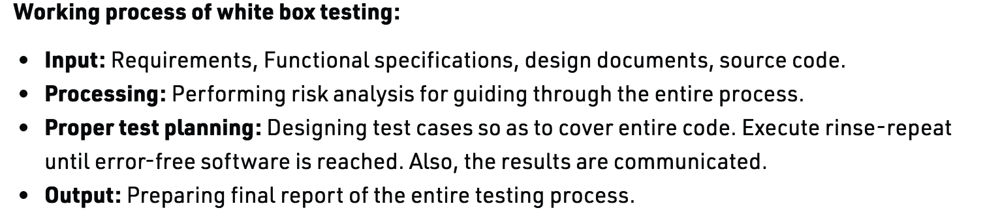 Working process of white box testing:
• Input: Requirements, Functional specifications, design documents, source code.
• Processing: Performing risk analysis for guiding through the entire process.
• Proper test planning: Designing test cases so as to cover entire code. Execute rinse-repeat
until error-free software is reached. Also, the results are communicated.
• Output: Preparing final report of the entire testing process.